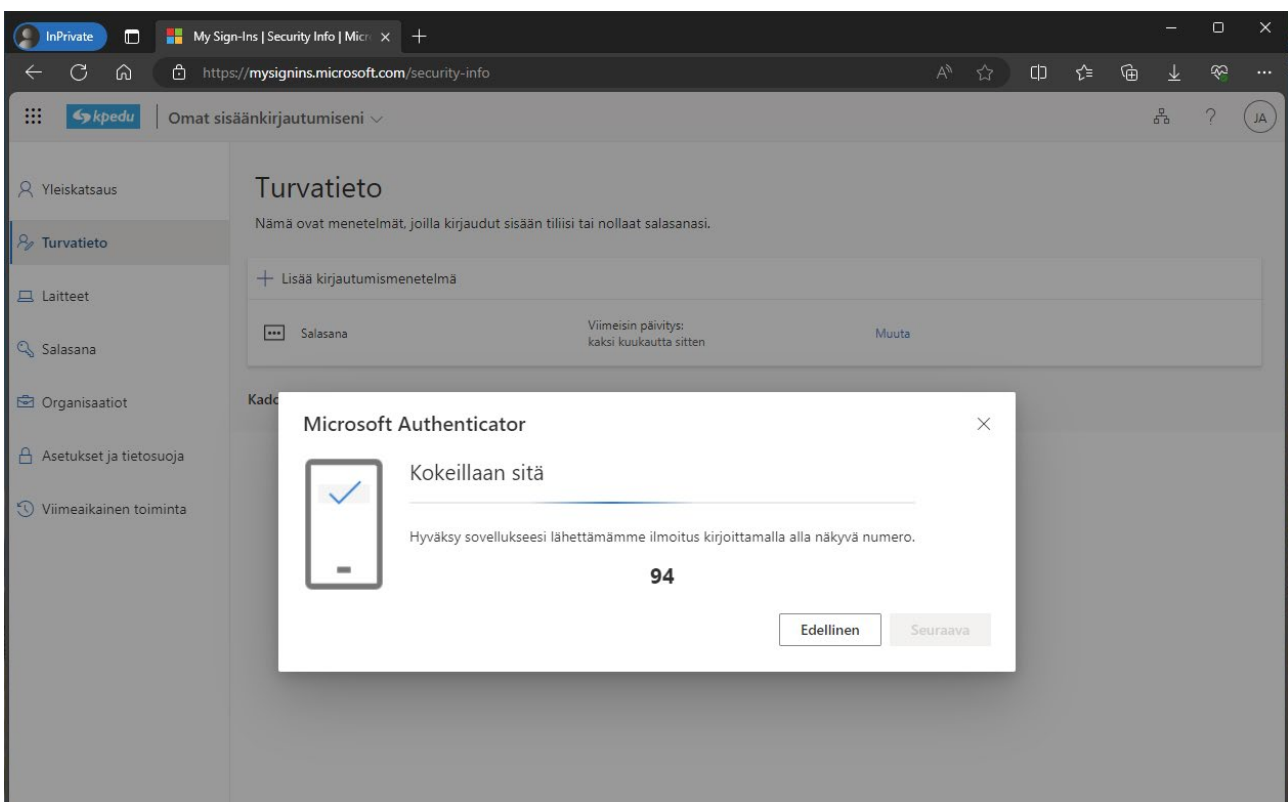 InPrivate
My Sign-Ins | Security Info | Micr
https://mysignins.microsoft.com/security-info
kpedu
Omat sisäänkirjautumiseni
?
JA
Yleiskatsaus
Turvatieto
Laitteet
Salasana
Organisaatiot
Asetukset ja tietosuoja
Viimeaikainen toiminta
Turvatieto
Nämä ovat menetelmät, joilla kirjaudut sisään tiliisi tai nollaat salasanasi.
+ Lisää kirjautumismenetelmä
Salasana
Viimeisin päivitys:
kaksi kuukautta sitten
Muuta
Kado
Microsoft Authenticator
Kokeillaan sitä
Hyväksy sovellukseesi lähettämämme ilmoitus kirjoittamalla alla näkyvä numero.
94
Edellinen
Seuraava